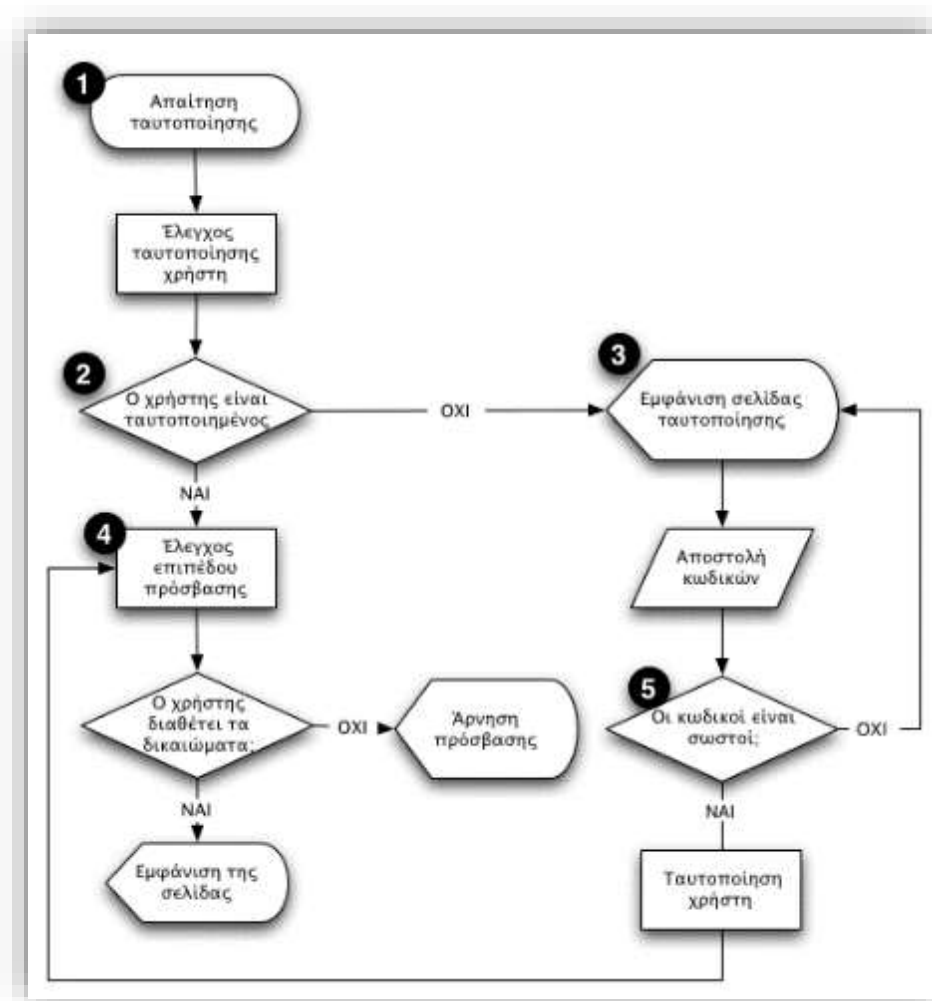 1
Απαίτηση
ταυτοποίησης
Έλεγχος
ταυτοποίησης
χρήστη
2
Ο χρήστης είναι
ταυτοποιημένος
ΟΧΙ
3
Εμφάνιση σελίδας
ταυτοποίησης
ΝΑΙ
4
Έλεγχος
επιπέδου
πρόσβασης
Αποστολή
κωδικών
Ο χρήστης
διαθέτει τα
δικαιώματα;
ΟΧΙ
Άρνηση
πρόσβασης
5
Οι κωδικοί είναι
σωστοί;
ΟΧΙ
ΝΑΙ
Εμφάνιση της
σελίδας
ΝΑΙ
Ταυτοποίηση
χρήστη